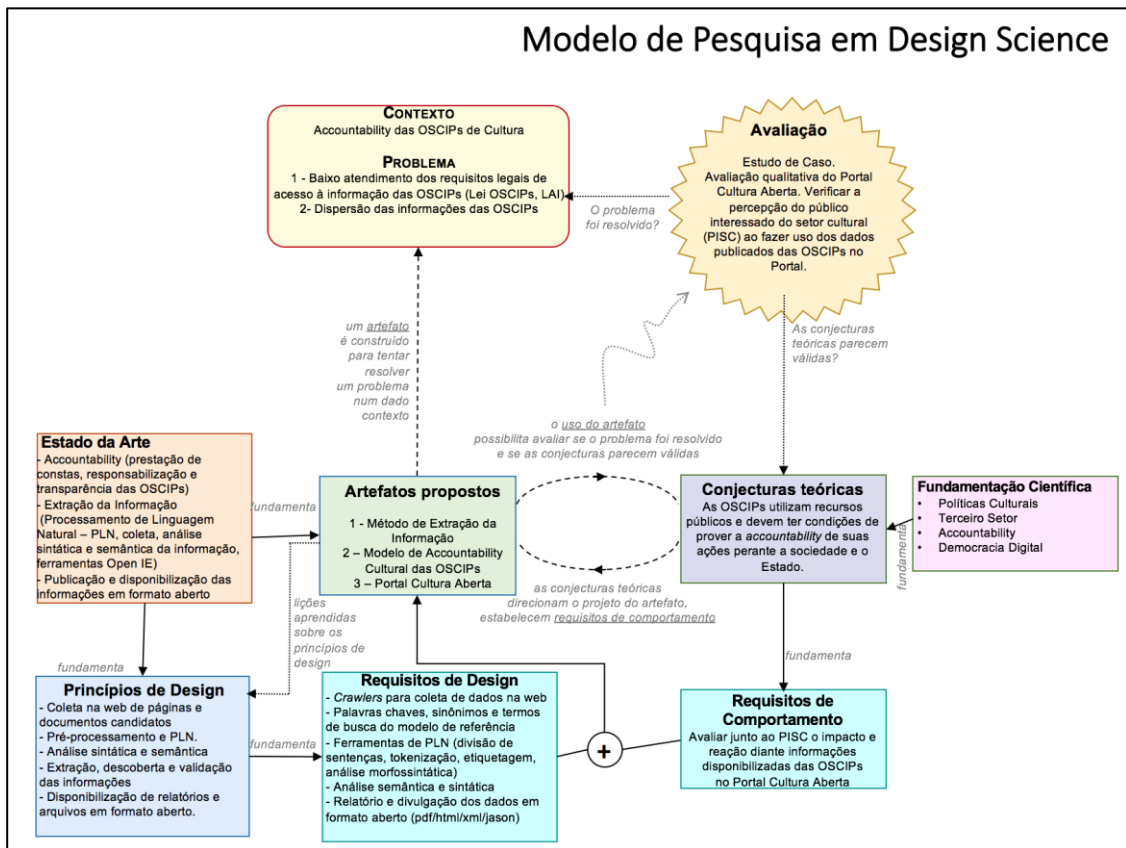 Modelo de Pesquisa em Design Science
CONTEXTO
Accountability das OSCIPs de Cultura
PROBLEMA
1 - Baixo atendimento dos requisitos legais de
acesso à informação das OSCIPs (Lei OSCIPs, LAI)
2- Dispersão das informações das OSCIPs
Avaliação
Estudo de Caso.
Avaliação qualitativa do Portal
Cultura Aberta. Verificar a
percepção do público
interessado do setor cultural
(PISC) ao fazer uso dos dados
publicados das OSCIPs no
Portal.
O problema
foi resolvido?
um artefato
é construído
para tentar
resolver
um problema
num dado
contexto
As conjecturas
teóricas parecem
válidas?
o uso do artefato
possibilita avaliar se o problema foi resolvido
e se as conjecturas parecem válidas
Estado da Arte
- Accountability (prestação de
constas, responsabilização e
transparência das OSCIPs)
- Extração da Informação
(Processamento de Linguagem
Natural – PLN, coleta, análise
sintática e semântica da informação,
ferramentas Open IE)
- Publicação e disponibilização das
informações em formato aberto
fundamenta
Artefatos propostos
1 - Método de Extração da
Informação
2 – Modelo de Accountability
Cultural das OSCIPs
3 – Portal Cultura Aberta
Conjecturas teóricas
As OSCIPs utilizam recursos
públicos e devem ter condições de
prover a accountability de suas
ações perante a sociedade e o
Estado.
Fundamentação Científica
• Políticas Culturais
• Terceiro Setor
• Accountability
• Democracia Digital
fundamenta
as conjecturas teóricas
direcionam o projeto do artefato,
estabelecem requisitos de comportamento
lições
aprendidas
sobre os
princípios de
design
fundamenta
fundamenta
Princípios de Design
- Coleta na web de páginas e
documentos candidatos
- Pré-processamento e PLN.
- Análise sintática e semântica
- Extração, descoberta e validação
das informações
- Disponibilização de relatórios e
arquivos em formato aberto.
fundamenta
Requisitos de Design
- Crawlers para coleta de dados na web
- Palavras chaves, sinônimos e termos
de busca do modelo de referência
- Ferramentas de PLN (divisão de
sentenças, tokenização, etiquetagem,
análise morfossintática)
- Análise semântica e sintática
- Relatório e divulgação dos dados em
formato aberto (pdf/html/xml/jason)
+
Requisitos de
Comportamento
Avaliar junto ao PISC o impacto e
reação diante informações
disponibilizadas das OSCIPs
no Portal Cultura Aberta